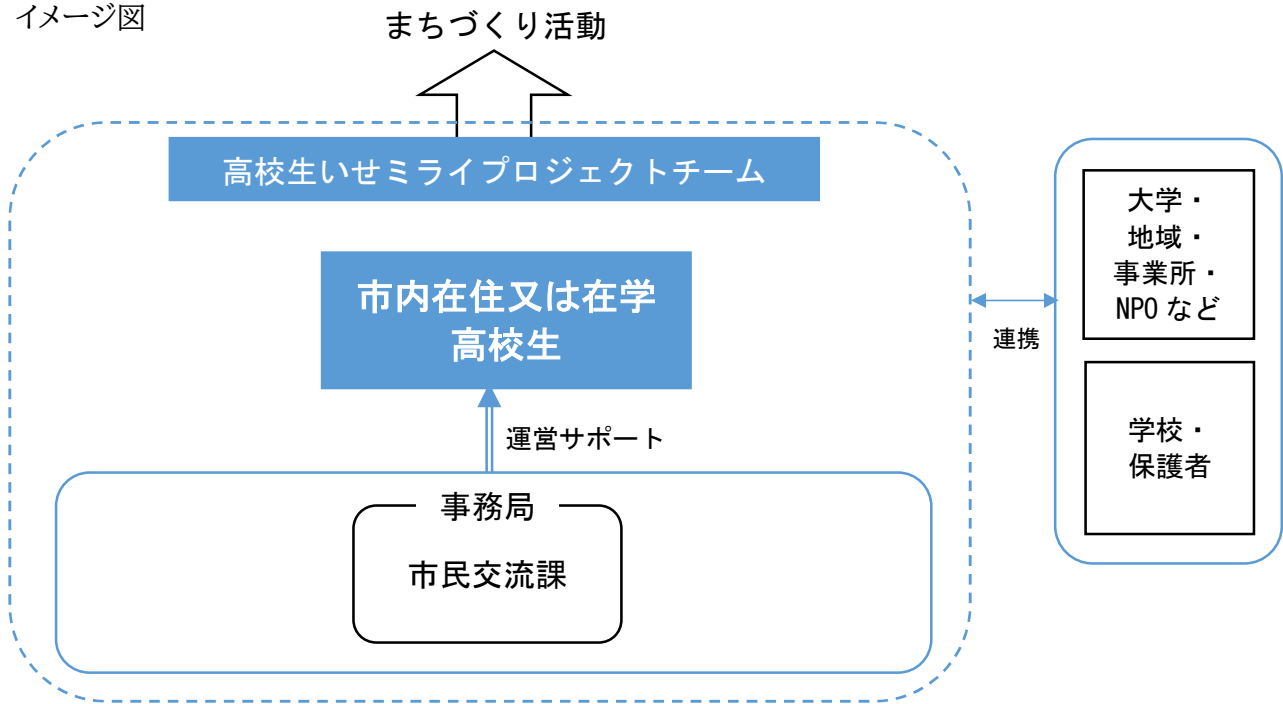 イメージ図
まちづくり活動
高校生いせミライプロジェクトチーム
市内在住又は在学
高校生
運営サポート
事務局
市民交流課
連携
大学・
地域・
事業所・
NPO など
学校・
保護者